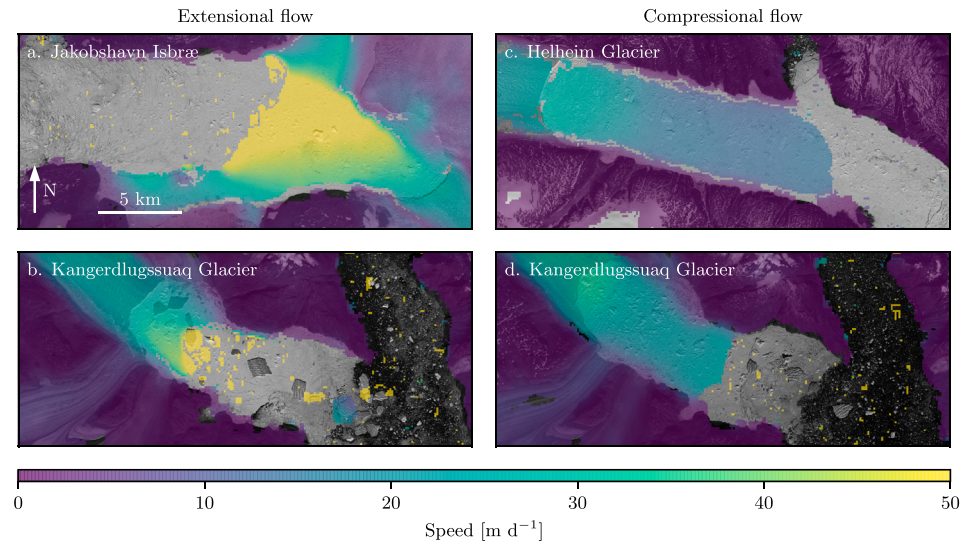 Extensional flow
Compressional flow
a. Jakobshavn Isbræ
c. Helheim Glacier
N
5 km
b. Kangerdlugssuaq Glacier
d. Kangerdlugssuaq Glacier
0 10 20 30 40 50
Speed [m d⁻¹]